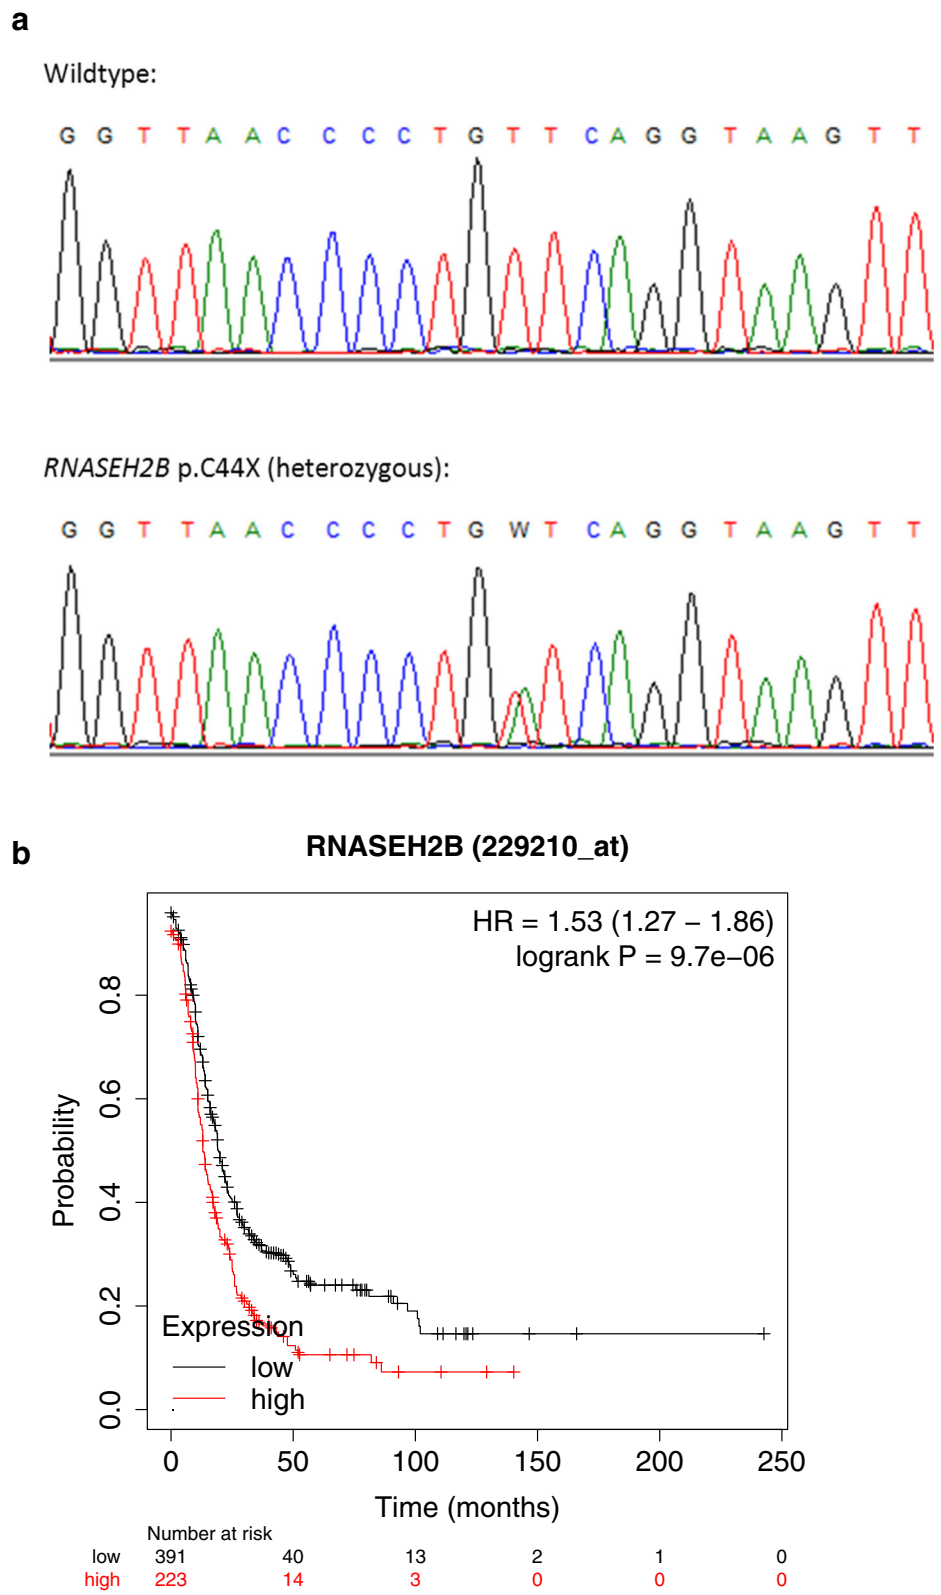 a
Wildtype:
G G T T A A C C C C T G T T C A G G T A A G T T
RNASEH2B p.C44X (heterozygous):
G G T T A A C C C C T G W T C A G G T A A G T T
b
RNASEH2B (229210_at)
HR = 1.53 (1.27 − 1.86)
logrank P = 9.7e−06
Probability
0.8
0.6
0.4
0.2
0.0
Expression
low
high
0 50 100 150 200 250
Time (months)
Number at risk
low 391 40 13 2 1 0
high 223 14 3 0 0 0